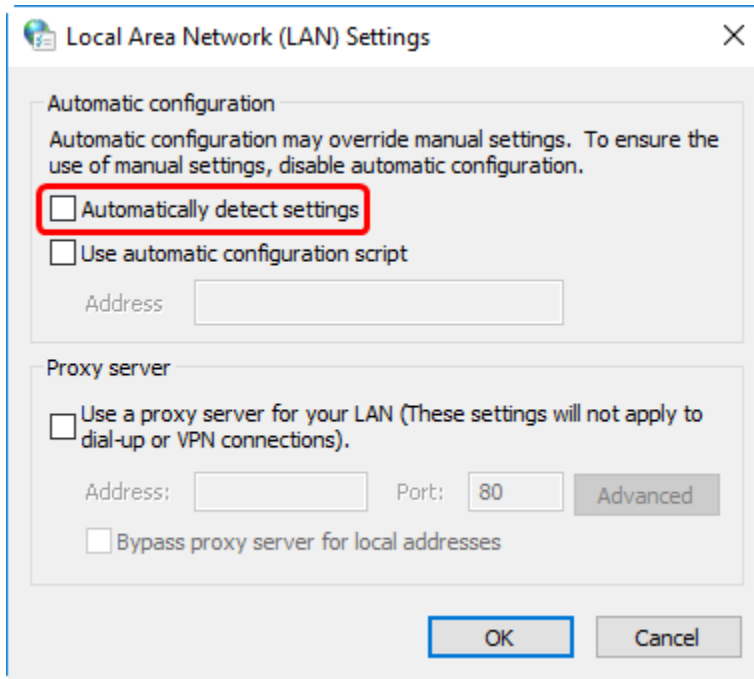 Local Area Network (LAN) Settings
Automatic configuration
Automatic configuration may override manual settings.  To ensure the
use of manual settings, disable automatic configuration.
Automatically detect settings
Use automatic configuration script
Address
Proxy server
Use a proxy server for your LAN (These settings will not apply to
dial-up or VPN connections).
Address: Port: 80 Advanced
Bypass proxy server for local addresses
OK Cancel